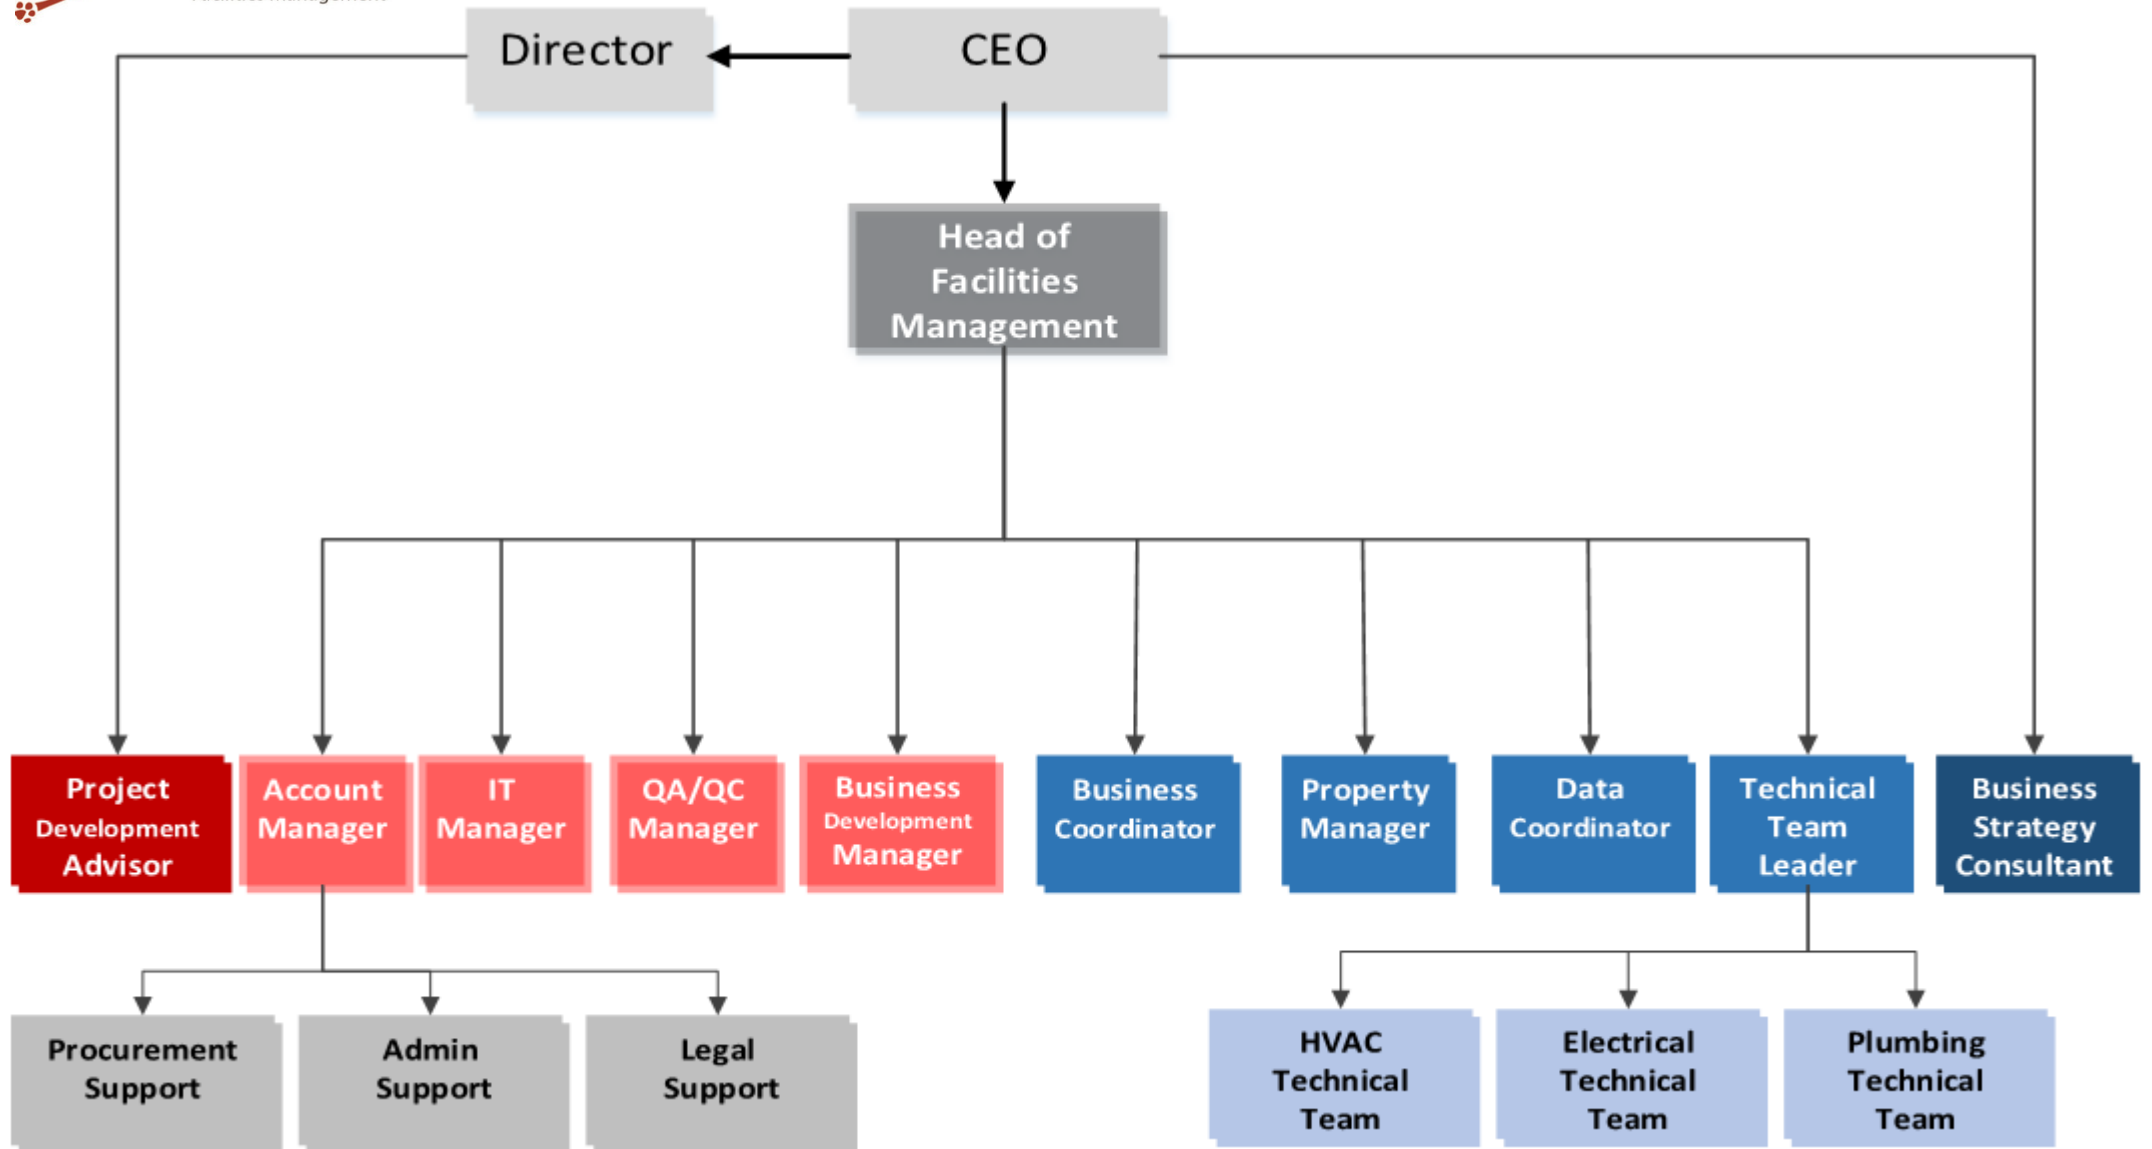 Facilities Management
Director
CEO
Head of
Facilities
Management
Project
Development
Advisor
Account
Manager
IT
Manager
QA/QC
Manager
Business
Development
Manager
Business
Coordinator
Property
Manager
Data
Coordinator
Technical
Team
Leader
Business
Strategy
Consultant
Procurement
Support
Admin
Support
Legal
Support
HVAC
Technical
Team
Electrical
Technical
Team
Plumbing
Technical
Team